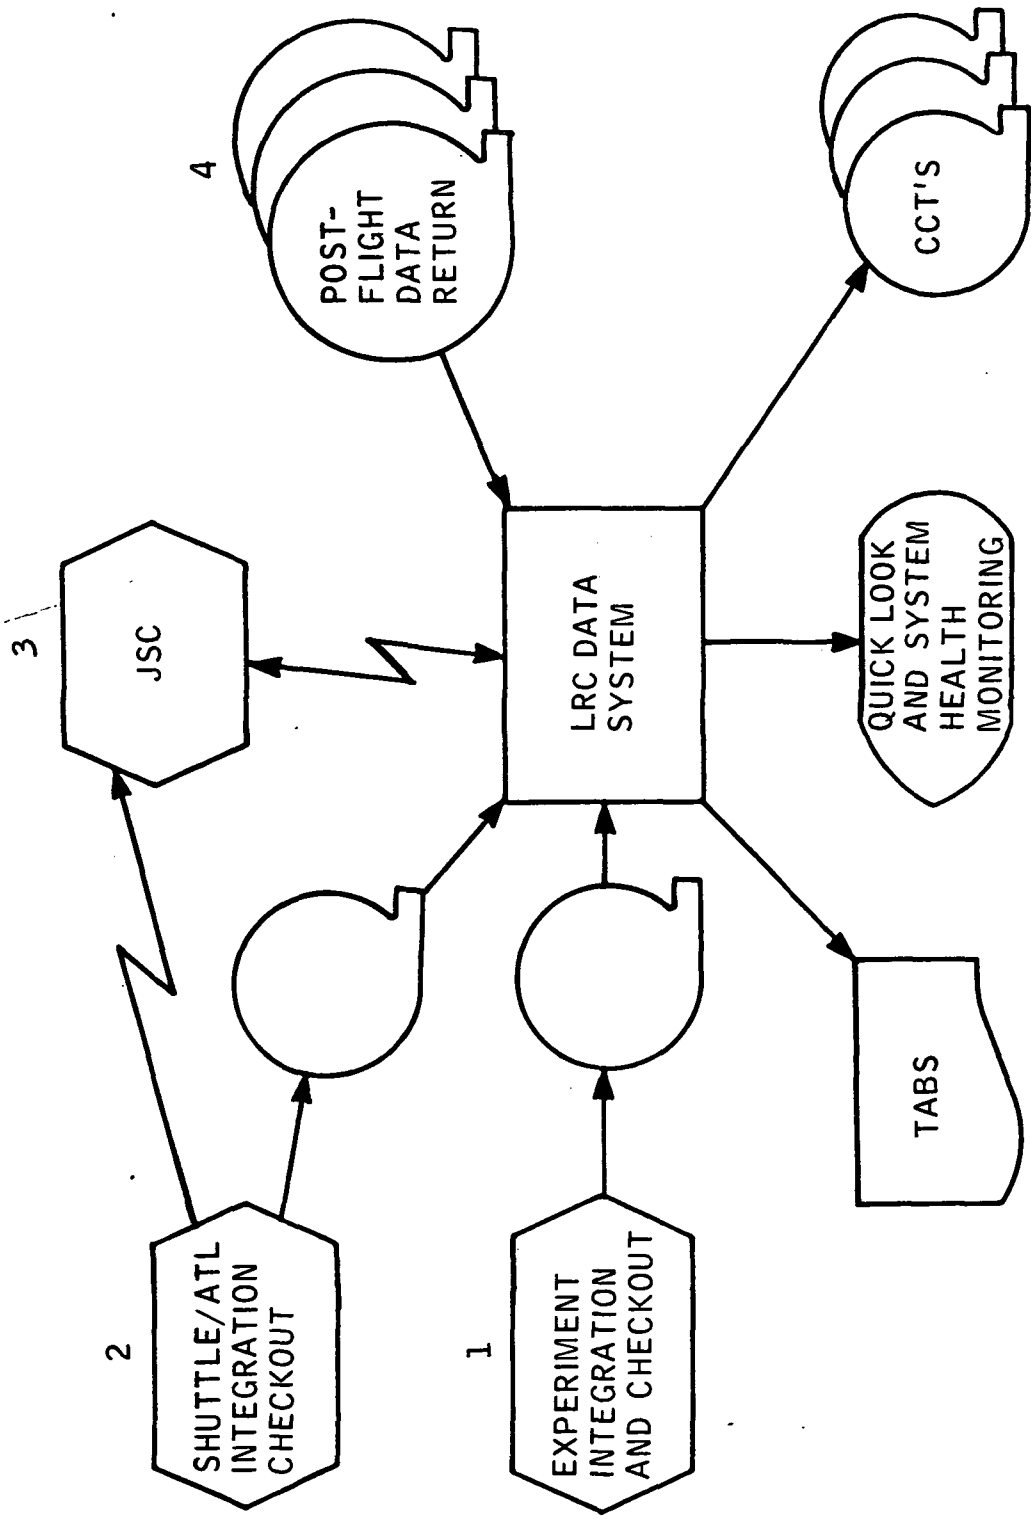 2
SHUTTLE/ATL
INTEGRATION
CHECKOUT
3
JSC
4
POST-
FLIGHT
DATA
RETURN
1
EXPERIMENT
INTEGRATION
AND CHECKOUT
LRC DATA
SYSTEM
TABS
QUICK LOOK
AND SYSTEM
HEALTH
MONITORING
CCT'S